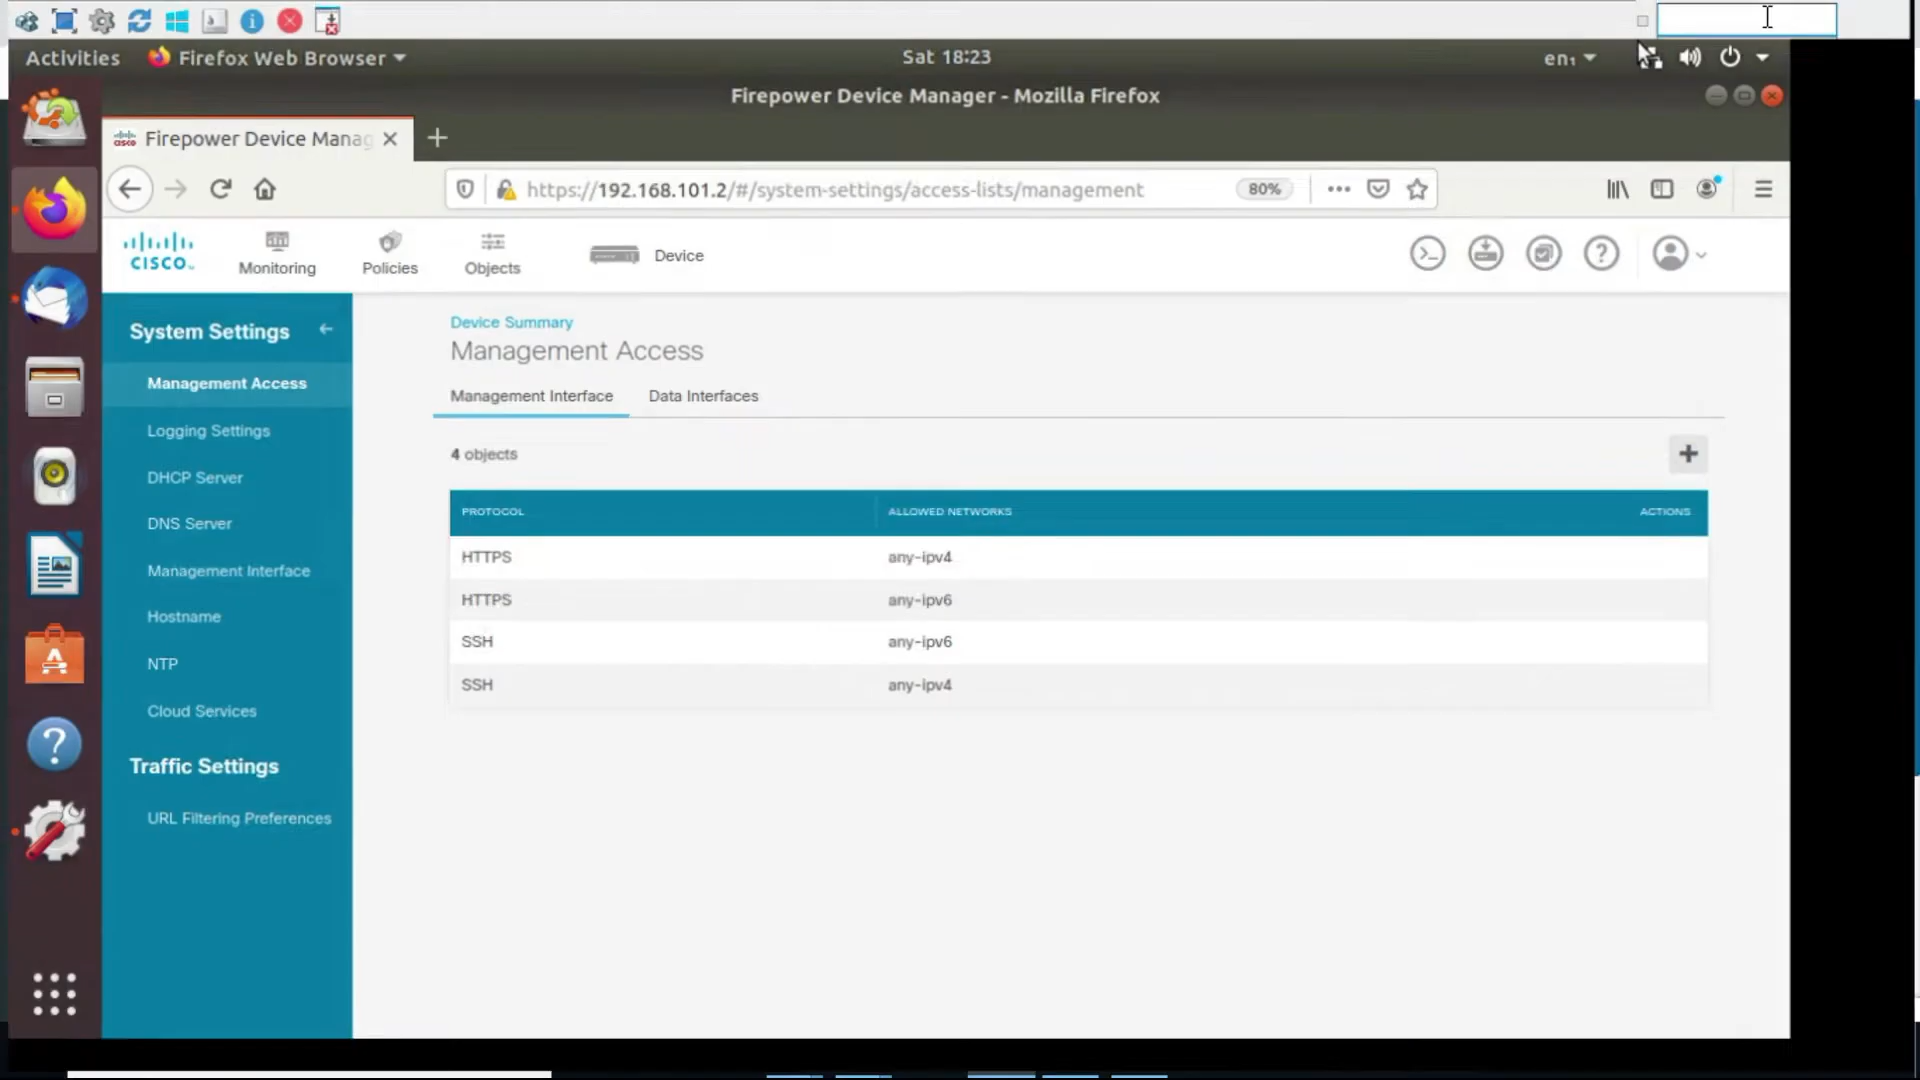 Activities
Firefox Web Browser
Sat 18:23
en₁
Firepower Device Manager - Mozilla Firefox
Firepower Device Manag
https://192.168.101.2/#/system-settings/access-lists/management
80%
CISCO
Monitoring
Policies
Objects
Device
System Settings
Management Access
Logging Settings
DHCP Server
DNS Server
Management Interface
Hostname
NTP
Cloud Services
Traffic Settings
URL Filtering Preferences
Device Summary
Management Access
Management Interface
Data Interfaces
4 objects
PROTOCOL
ALLOWED NETWORKS
ACTIONS
HTTPS
any-ipv4
HTTPS
any-ipv6
SSH
any-ipv6
SSH
any-ipv4